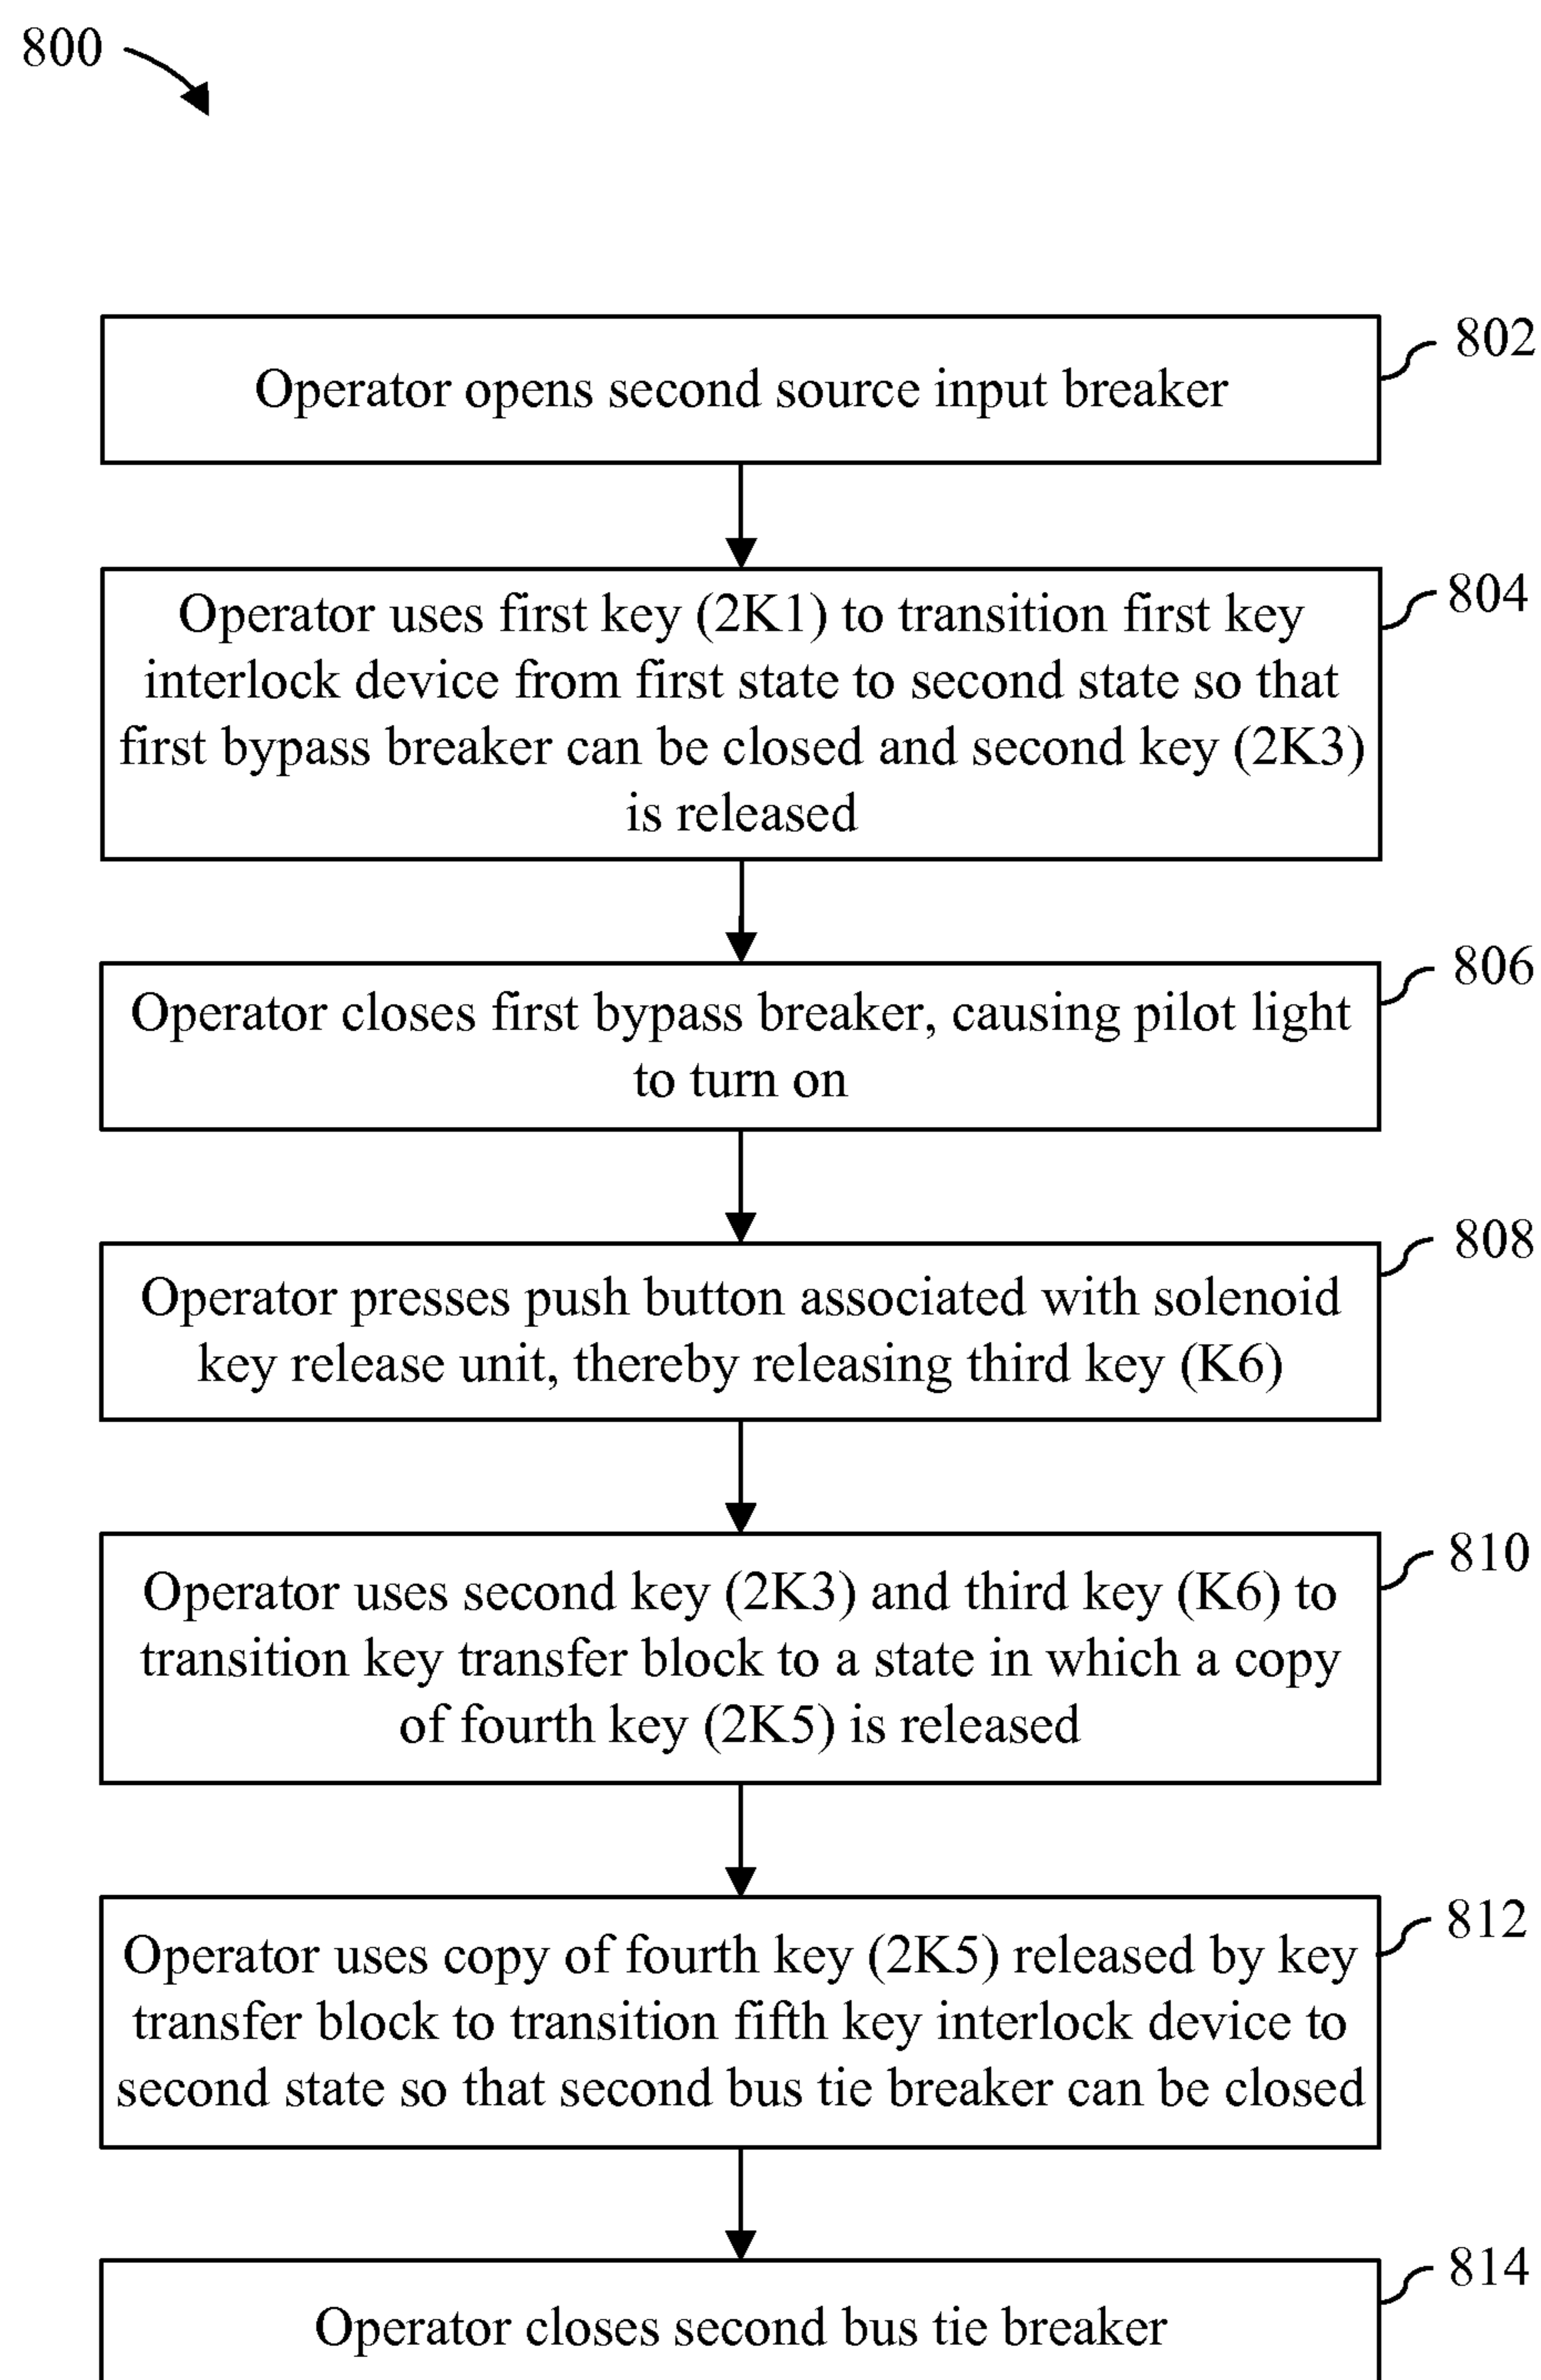 800
802
Operator opens second source input breaker
804
Operator uses first key (2K1) to transition first key
interlock device from first state to second state so that
first bypass breaker can be closed and second key (2K3)
is released
806
Operator closes first bypass breaker, causing pilot light
to turn on
808
Operator presses push button associated with solenoid
key release unit, thereby releasing third key (K6)
810
Operator uses second key (2K3) and third key (K6) to
transition key transfer block to a state in which a copy
of fourth key (2K5) is released
812
Operator uses copy of fourth key (2K5) released by key
transfer block to transition fifth key interlock device to
second state so that second bus tie breaker can be closed
814
Operator closes second bus tie breaker